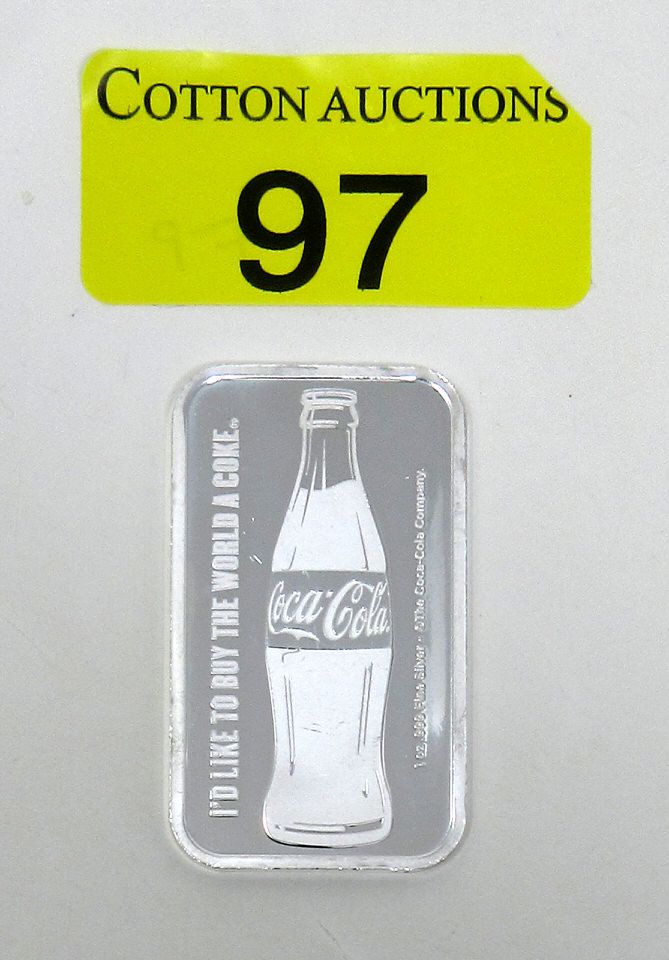 COTTON AUCTIONS
97
I'D LIKE TO BUY THE WORLD A COKE.
Coca-Cola
1 oz .999 Fine Silver • ©The Coca-Cola Company.